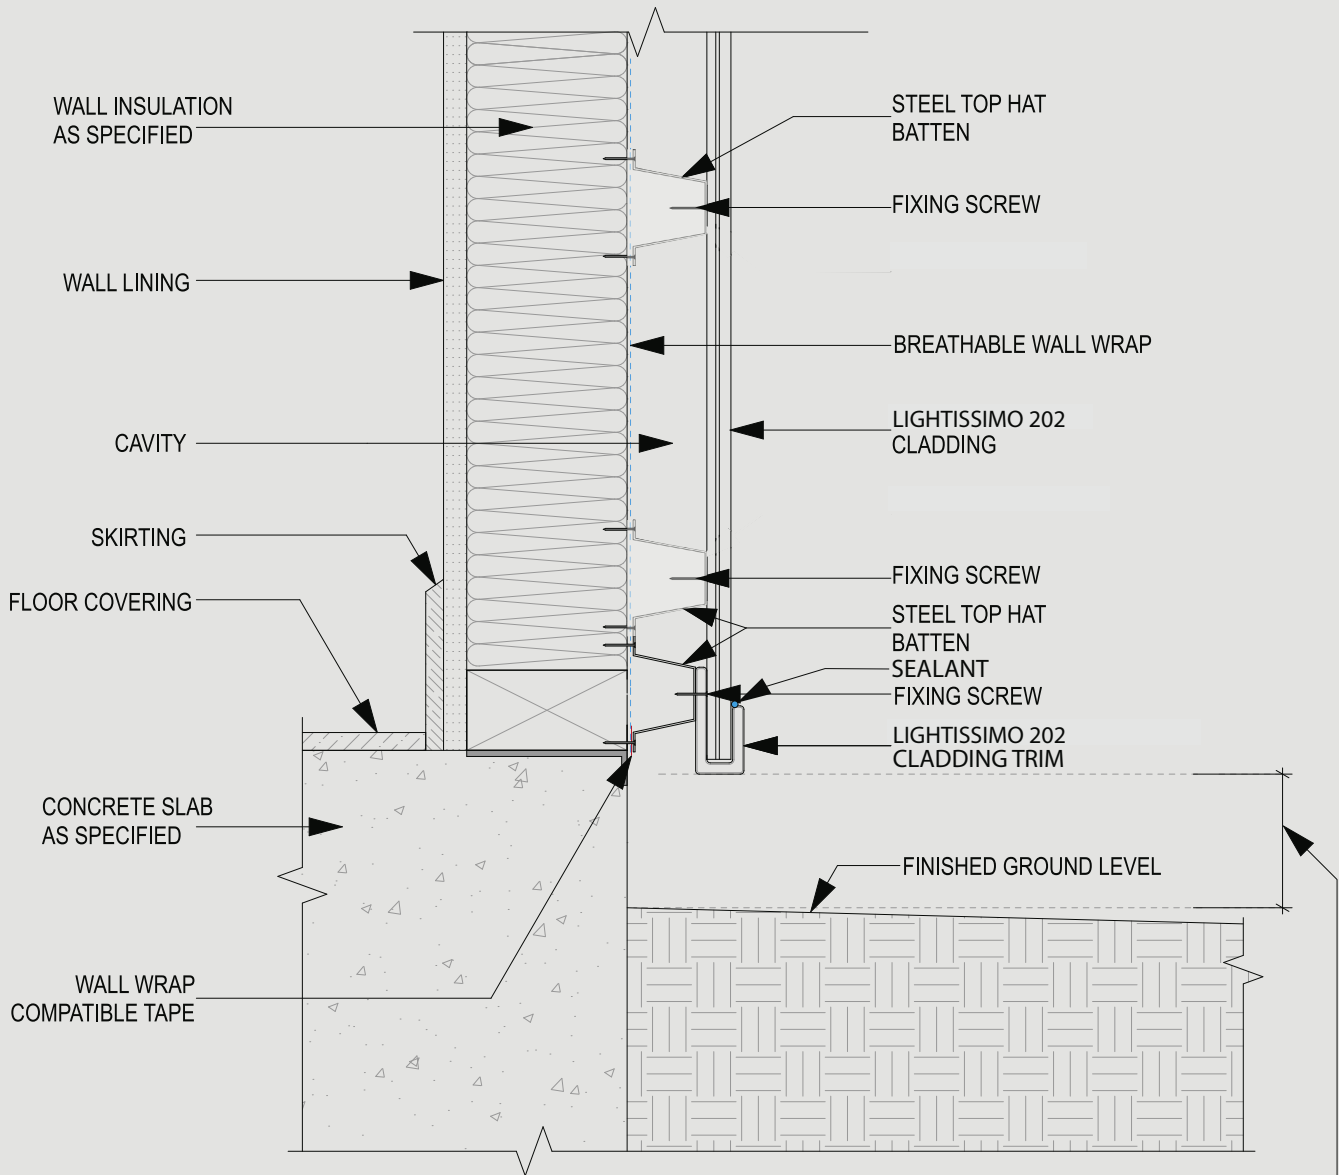 WALL INSULATION
AS SPECIFIED
WALL LINING
CAVITY
SKIRTING
FLOOR COVERING
CONCRETE SLAB
AS SPECIFIED
WALL WRAP
COMPATIBLE TAPE
STEEL TOP HAT
BATTEN
FIXING SCREW
BREATHABLE WALL WRAP
LIGHTISSIMO 202
CLADDING
FIXING SCREW
STEEL TOP HAT
BATTEN
SEALANT
FIXING SCREW
LIGHTISSIMO 202
CLADDING TRIM
FINISHED GROUND LEVEL